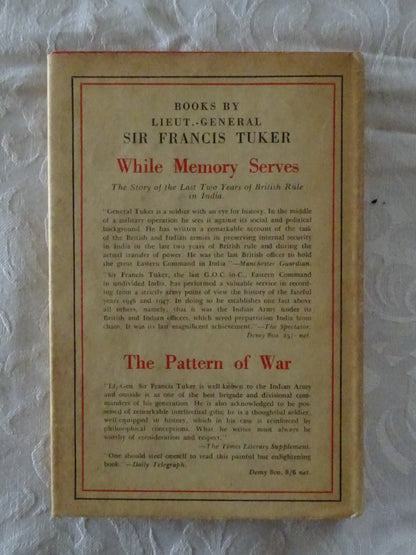 BOOKS BY
LIEUT.-GENERAL
SIR FRANCIS TUKER
While Memory Serves
The Story of the Last Two Years of British Rule
in India.
"General Tuker is a soldier with an eye for history. In the middle
of a military operation he sees it against its social and political
background. He has written a remarkable account of the task
of the British and Indian armies in preserving internal security
in India in the last two years of British rule and during the
actual transfer of power. He was the last British officer to hold
the great Eastern Command in India "—Manchester Guardian.
"Sir Francis Tuker, the last G.O.C.-in-C., Eastern Command
in undivided India, has performed a valuable service in record-
ing from a strictly army point of view the history of the fateful
years 1946 and 1947. In doing so he establishes one fact above
all others, namely, that it was the Indian Army under its
British and Indian officers, which saved prepartition India from
chaos. It was its last magnificent achievement."—The Spectator.
Demy 8vo. 25/- net.
The Pattern of War
"Lt.-Gen. Sir Francis Tuker is well-known to the Indian Army
and outside it as one of the best brigade and divisional com-
manders of his generation. He is also acknowledged to be pos-
sessed of remarkable intellectual gifts; he is a thoughtful soldier,
well-equipped in history, which in his case is reinforced by
philosophical conceptions. What he writes must always be
worthy of consideration and respect."
—The Times Literary Supplement.
"One should steel oneself to read this painful but enlightening
book. —Daily Telegraph.
Demy 8vo. 8/6 net.